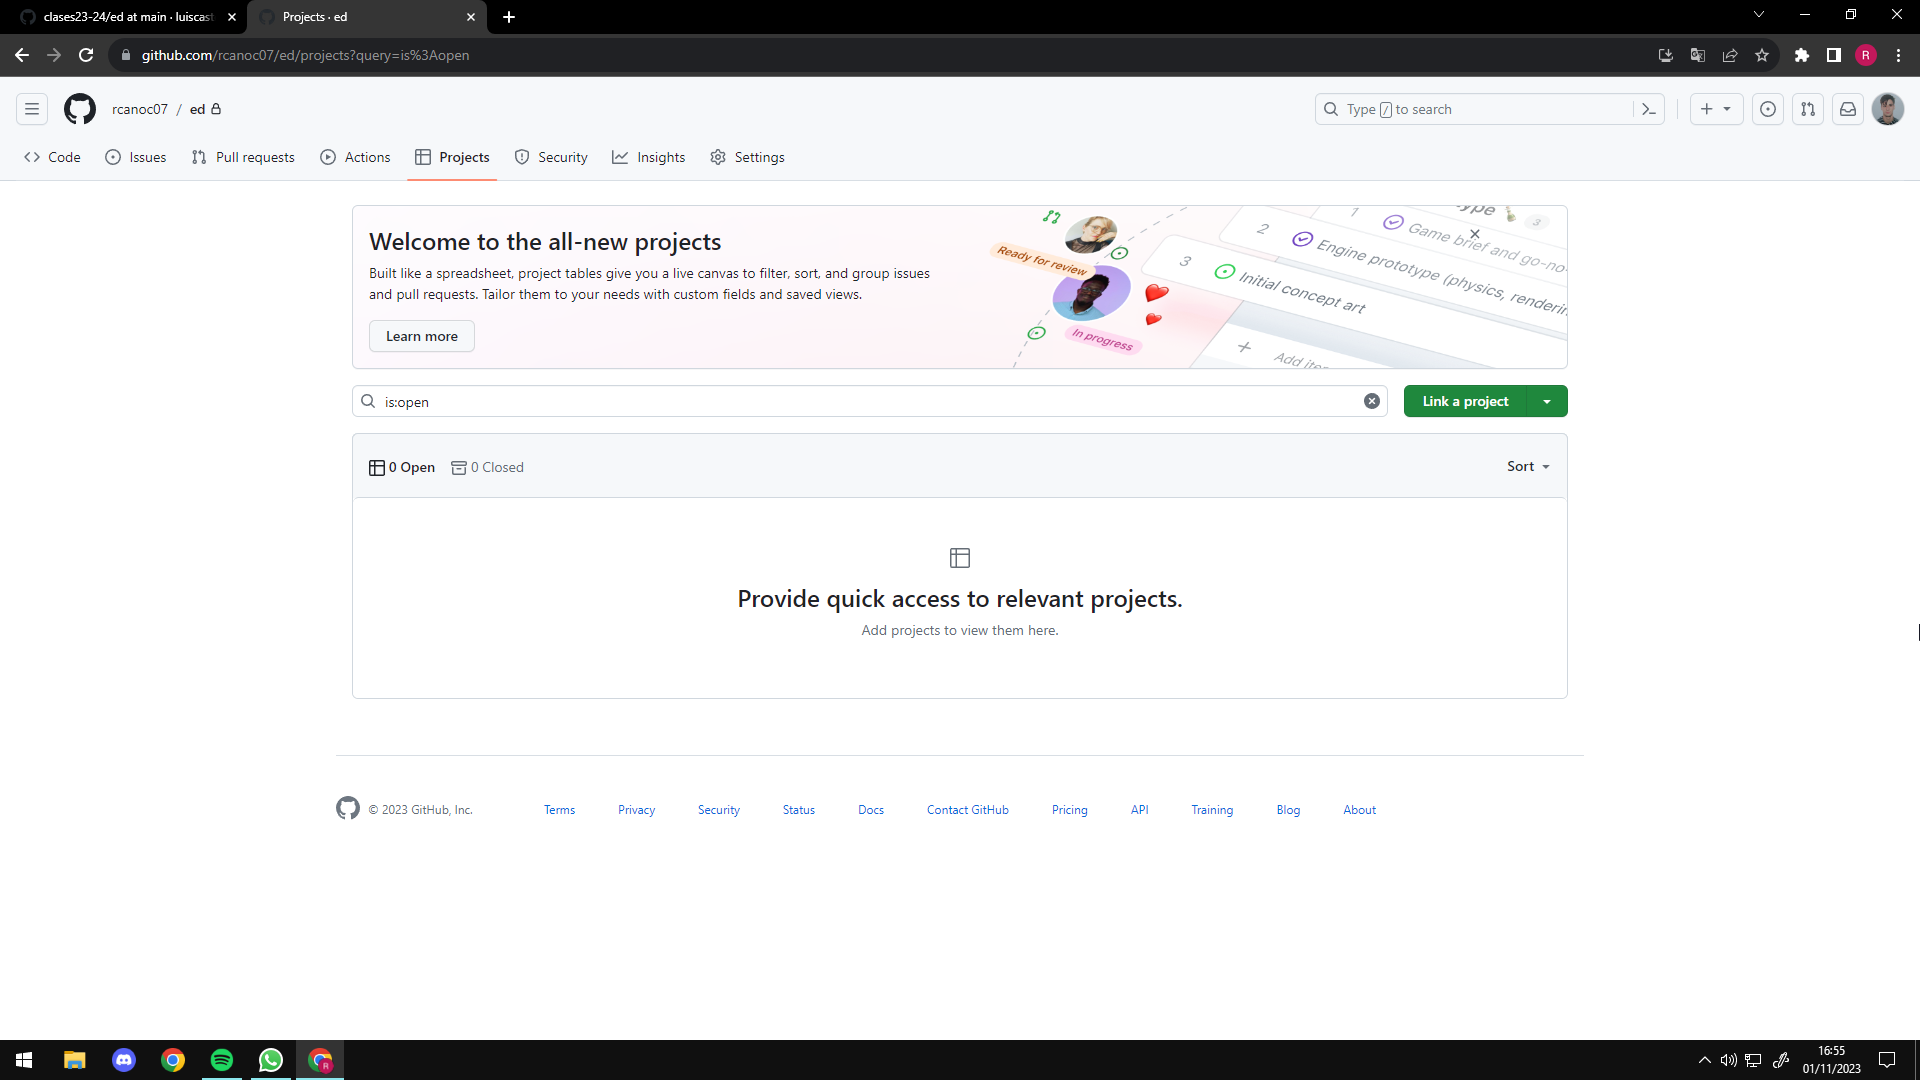 clases23-24/ed at main · luiscast
Projects · ed
github.com/rcanoc07/ed/projects?query=is%3Aopen
R
rcanoc07 / ed
Type / to search
Code
Issues
Pull requests
Actions
Projects
Security
Insights
Settings
Welcome to the all-new projects
Built like a spreadsheet, project tables give you a live canvas to filter, sort, and group issues
and pull requests. Tailor them to your needs with custom fields and saved views.
Learn more
Ready for review
In progress
1 Game brief and go-no-
3
2 Engine prototype (physics, renderin
3 Initial concept art
+ Add ite
is:open
Link a project
0 Open
0 Closed
Sort
Provide quick access to relevant projects.
Add projects to view them here.
© 2023 GitHub, Inc.
Terms
Privacy
Security
Status
Docs
Contact GitHub
Pricing
API
Training
Blog
About
R
16:55
01/11/2023